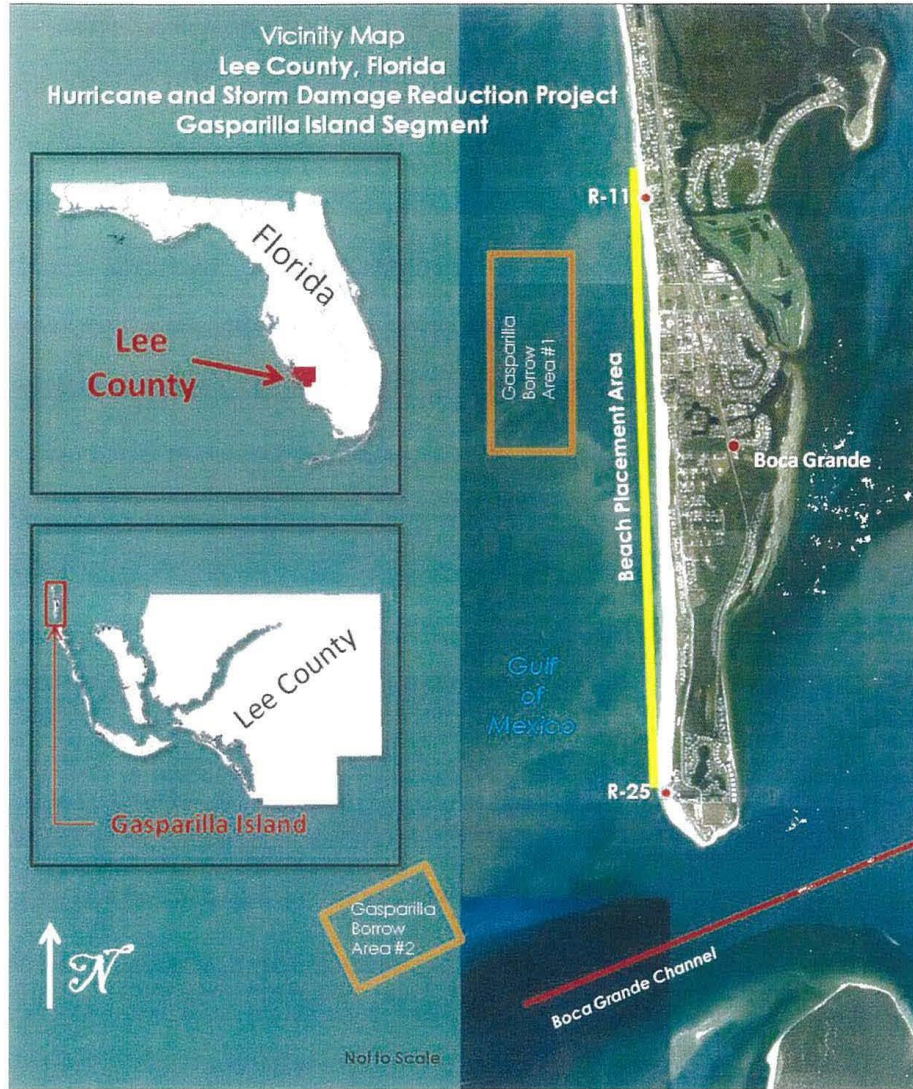 Vicinity Map
Lee County, Florida
Hurricane and Storm Damage Reduction Project
Gasparilla Island Segment
Florida
Lee
County
Lee County
Gasparilla Island
R-11
Gasparilla
Borrow
Area #1
Beach Placement Area
Boca Grande
Gulf
of
Mexico
R-25
Gasparilla
Borrow
Area #2
N
Boca Grande Channel
Not to Scale